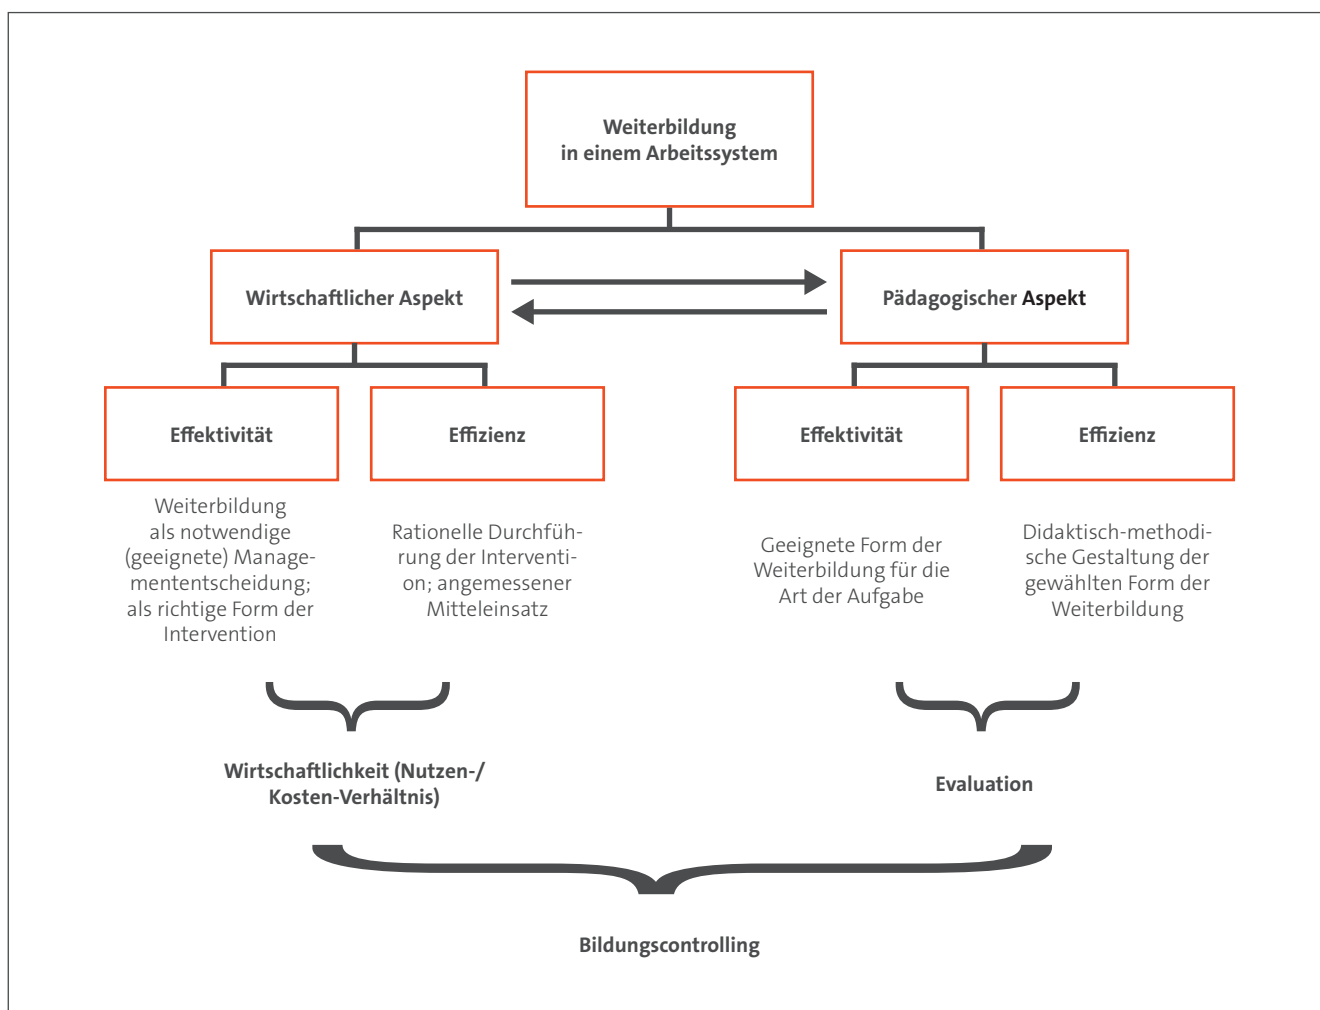 Weiterbildung
in einem Arbeitssystem
Wirtschaftlicher Aspekt
Pädagogischer Aspekt
Effektivität
Effizienz
Effektivität
Effizienz
Weiterbildung
als notwendige
(geeignete) Manage-
mententscheidung;
als richtige Form der
Intervention
Rationelle Durchfüh-
rung der Interventi-
on; angemessener
Mitteleinsatz
Geeignete Form der
Weiterbildung für die
Art der Aufgabe
Didaktisch-methodi-
sche Gestaltung der
gewählten Form der
Weiterbildung
Wirtschaftlichkeit (Nutzen-/
Kosten-Verhältnis)
Evaluation
Bildungscontrolling